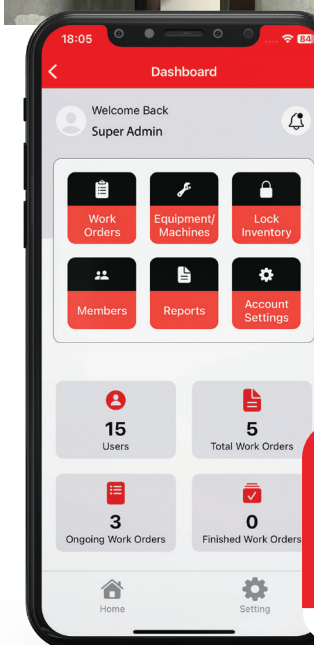 18:05
84
Dashboard
Welcome Back
Super Admin
Work
Orders
Equipment/
Machines
Lock
Inventory
Members
Reports
Account
Settings
15
Users
5
Total Work Orders
3
Ongoing Work Orders
0
Finished Work Orders
Home
Setting